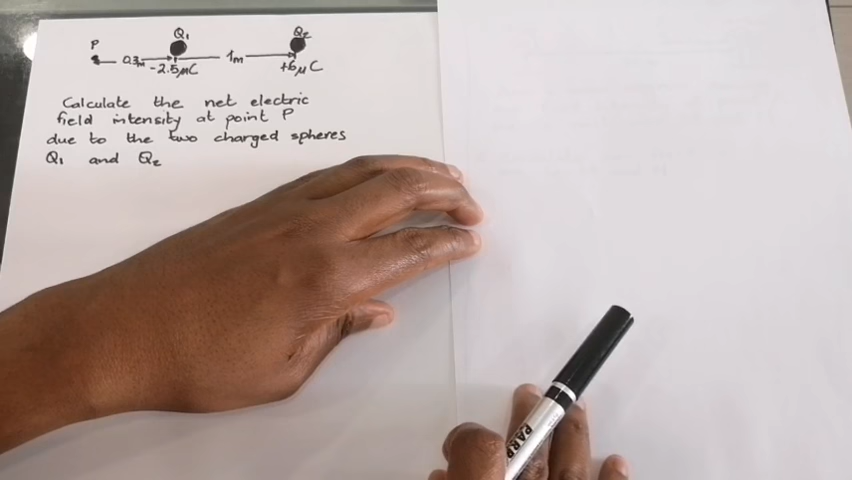 P Q₁ Q₂
0.3m 1m
-2.5μC +6μC
Calculate the net electric
field intensity at point P
due to the two charged spheres
Q₁ and Q₂
PARK